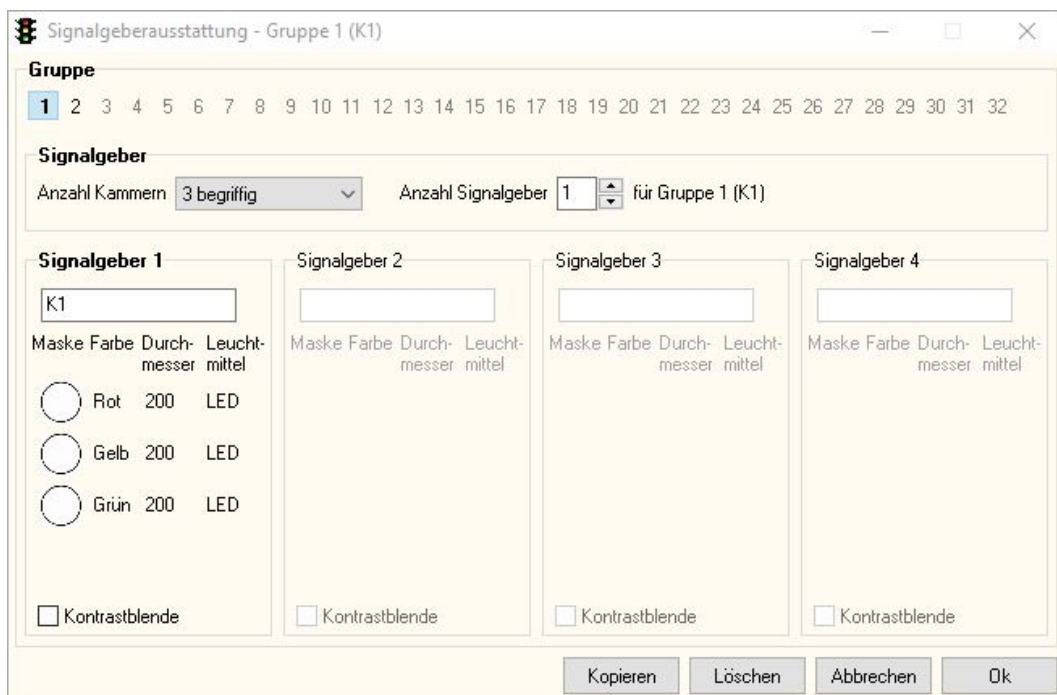 Signalgeberausstattung - Gruppe 1 (K1)
Gruppe
1 2 3 4 5 6 7 8 9 10 11 12 13 14 15 16 17 18 19 20 21 22 23 24 25 26 27 28 29 30 31 32
Signalgeber
Anzahl Kammern 3 begriffig Anzahl Signalgeber 1 für Gruppe 1 (K1)
Signalgeber 1 Signalgeber 2 Signalgeber 3 Signalgeber 4
K1
Maske Farbe Durch- Leucht- Maske Farbe Durch- Leucht- Maske Farbe Durch- Leucht- Maske Farbe Durch- Leucht-
messer mittel messer mittel messer mittel messer mittel
Rot 200 LED
Gelb 200 LED
Grün 200 LED
Kontrastblende Kontrastblende Kontrastblende Kontrastblende
Kopieren Löschen Abbrechen Ok